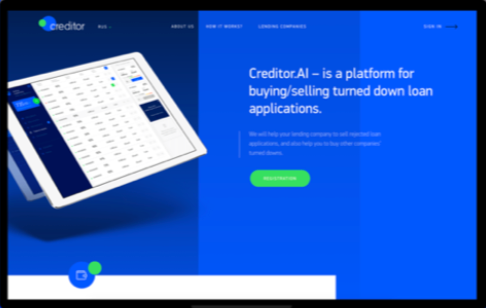 creditor
RUS
ABOUT US
HOW IT WORKS?
LENDING COMPANIES
SIGN IN
Creditor.AI – is a platform for
buying/selling turned down loan
applications.
We will help your lending company to sell rejected loan
applications, and also help you to buy other companies'
turned downs.
REGISTRATION